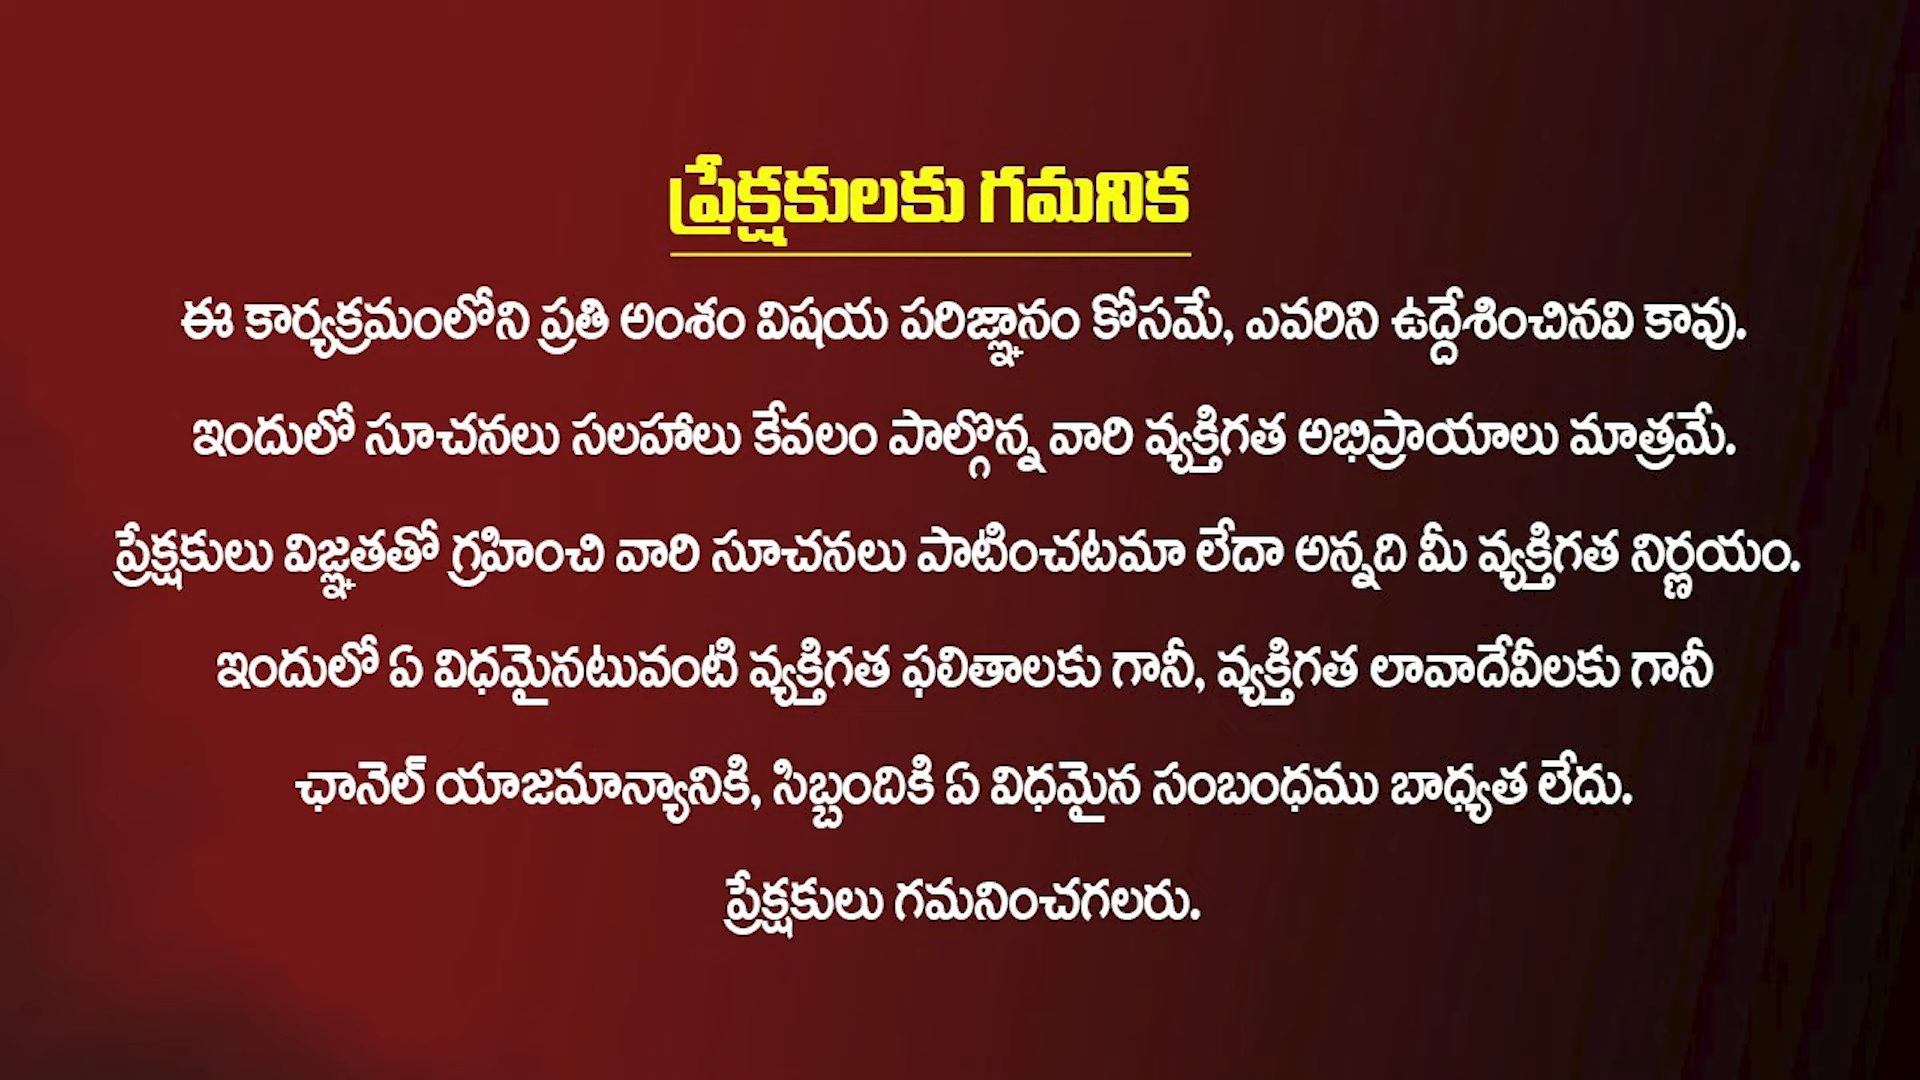 ప్రేక్షకులకు గమనిక
ఈ కార్యక్రమంలోని ప్రతి అంశం విషయ పరిజ్ఞానం కోసమే, ఎవరిని ఉద్దేశించినవి కావు.
ఇందులో సూచనలు సలహాలు కేవలం పాల్గొన్న వారి వ్యక్తిగత అభిప్రాయాలు మాత్రమే.
ప్రేక్షకులు విజ్ఞతతో గ్రహించి వారి సూచనలు పాటించటమా లేదా అన్నది మీ వ్యక్తిగత నిర్ణయం.
ఇందులో ఏ విధమైనటువంటి వ్యక్తిగత ఫలితాలకు గానీ, వ్యక్తిగత లావాదేవీలకు గానీ
ఛానెల్ యాజమాన్యానికి, సిబ్బందికి ఏ విధమైన సంబంధము బాధ్యత లేదు.
ప్రేక్షకులు గమనించగలరు.